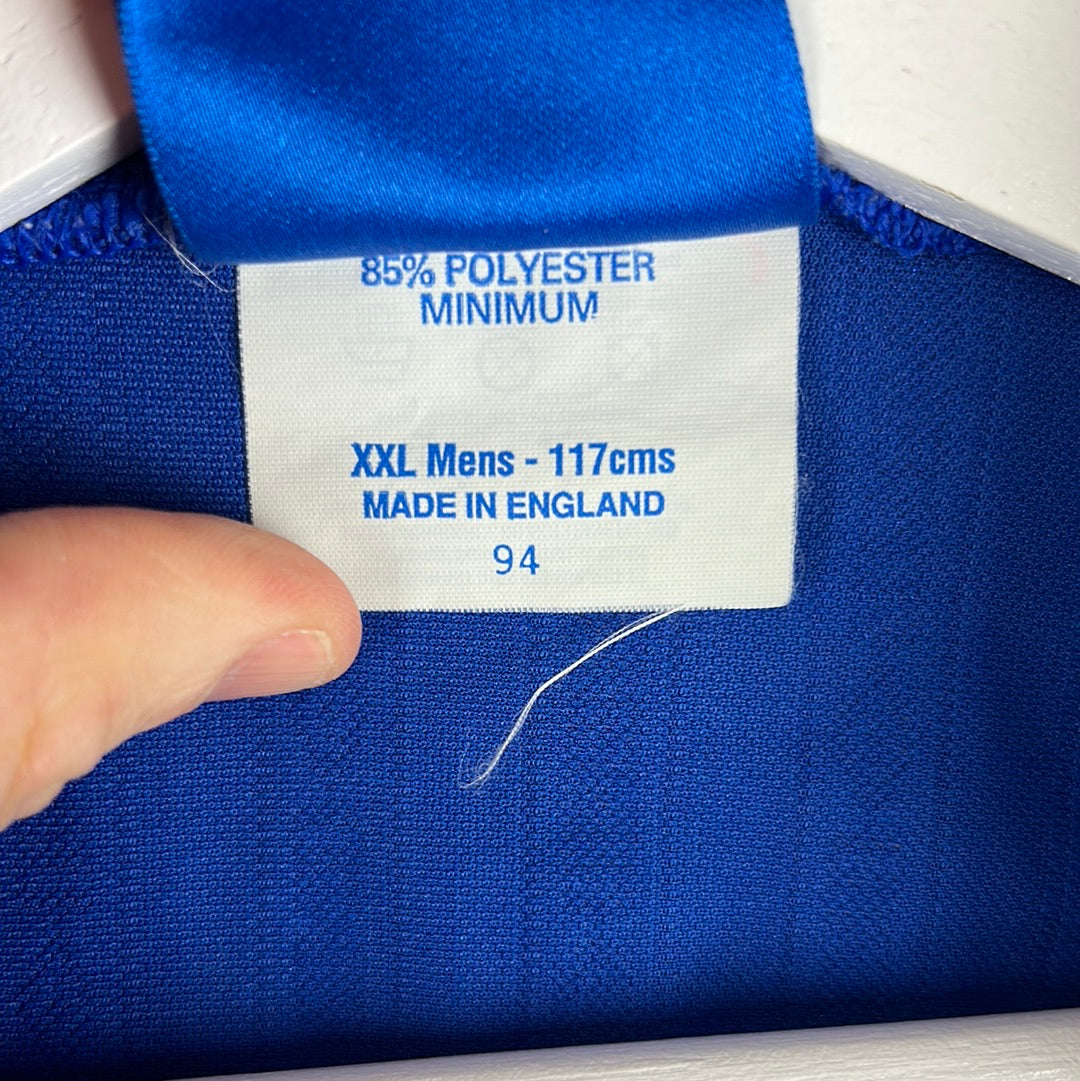 85% POLYESTER
MINIMUM
XXL Mens - 117cms
MADE IN ENGLAND
94